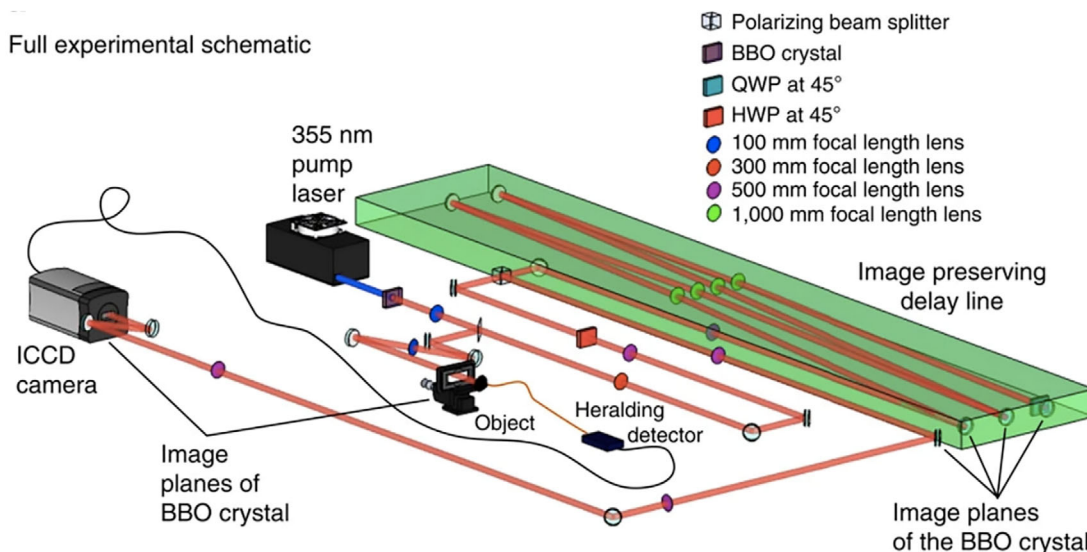 Full experimental schematic
Polarizing beam splitter
BBO crystal
QWP at 45°
HWP at 45°
100 mm focal length lens
300 mm focal length lens
500 mm focal length lens
1,000 mm focal length lens
355 nm
pump
laser
Image preserving
delay line
ICCD
camera
Object
Heralding
detector
Image
planes of
BBO crystal
Image planes
of the BBO crystal